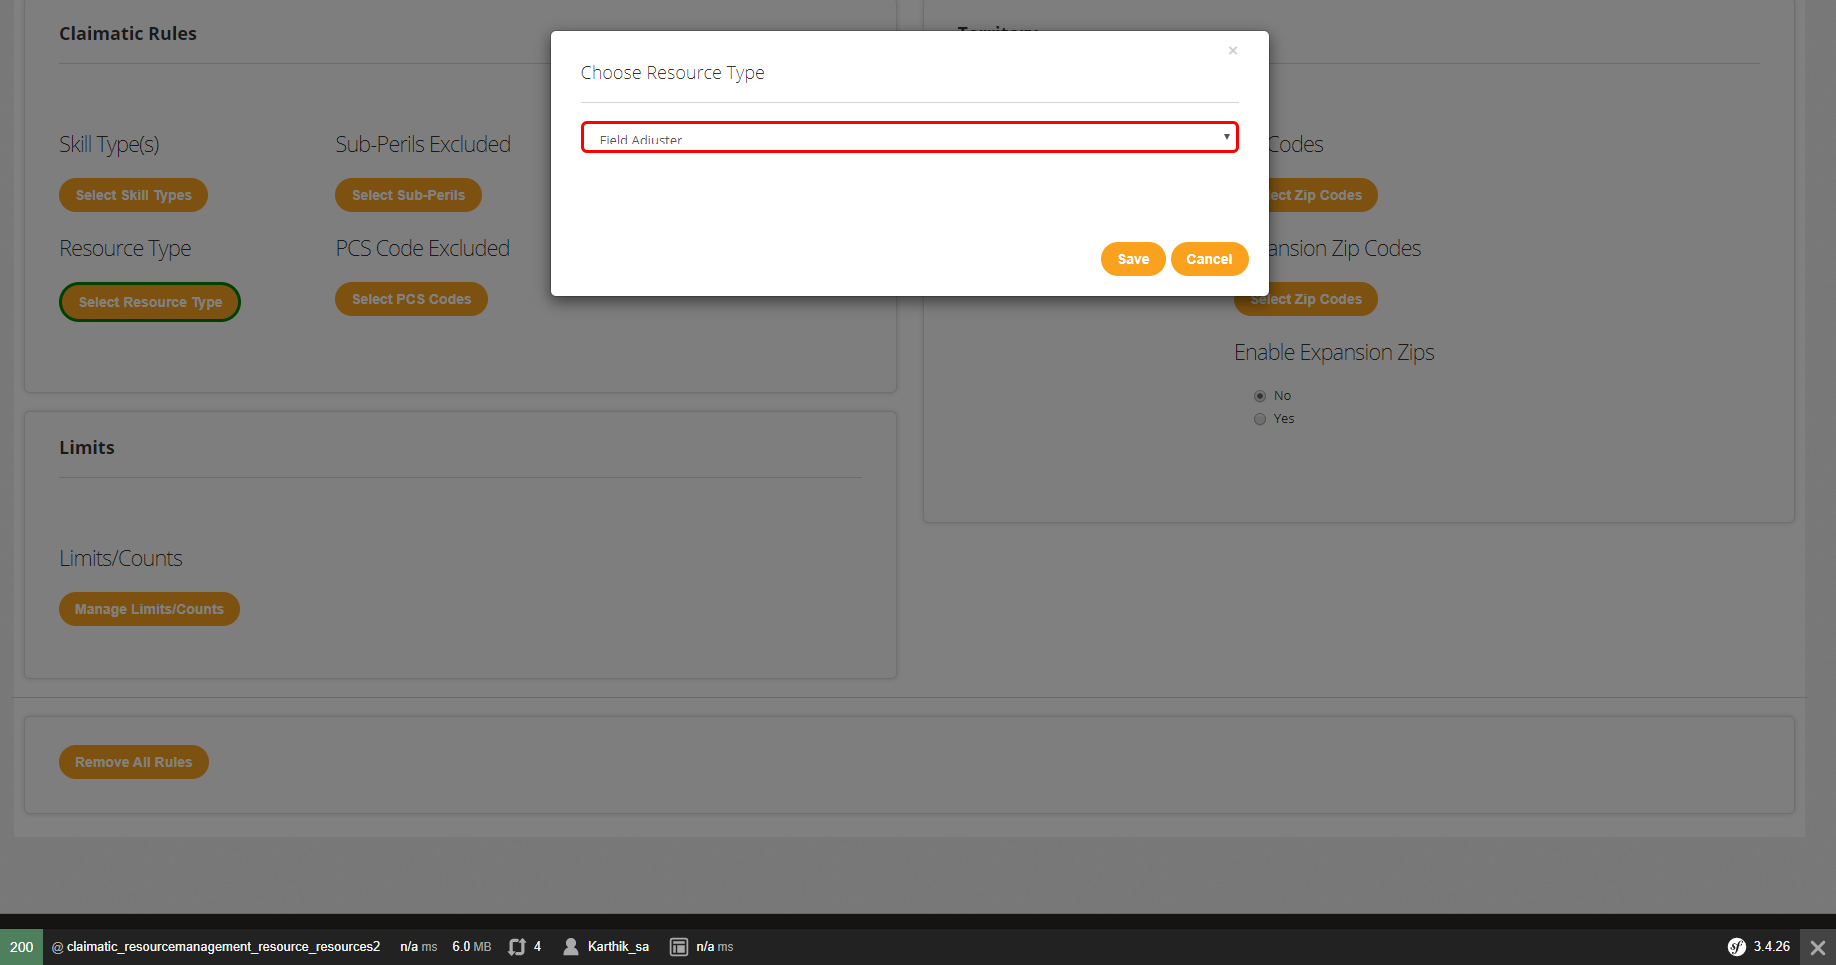 Claimatic Rules
Skill Type(s)
Sub-Perils Excluded
Select Skill Types
Select Sub-Perils
Resource Type
PCS Code Excluded
Select Resource Type
Select PCS Codes
Choose Resource Type
×
Field Adjuster
Save
Cancel
Territory
Codes
ect Zip Codes
ansion Zip Codes
Select Zip Codes
Enable Expansion Zips
No
Yes
Limits
Limits/Counts
Manage Limits/Counts
Remove All Rules
200 @ claimatic_resourcemanagement_resource_resources2 n/a ms 6.0 MB 4 Karthik_sa n/a ms sf 3.4.26